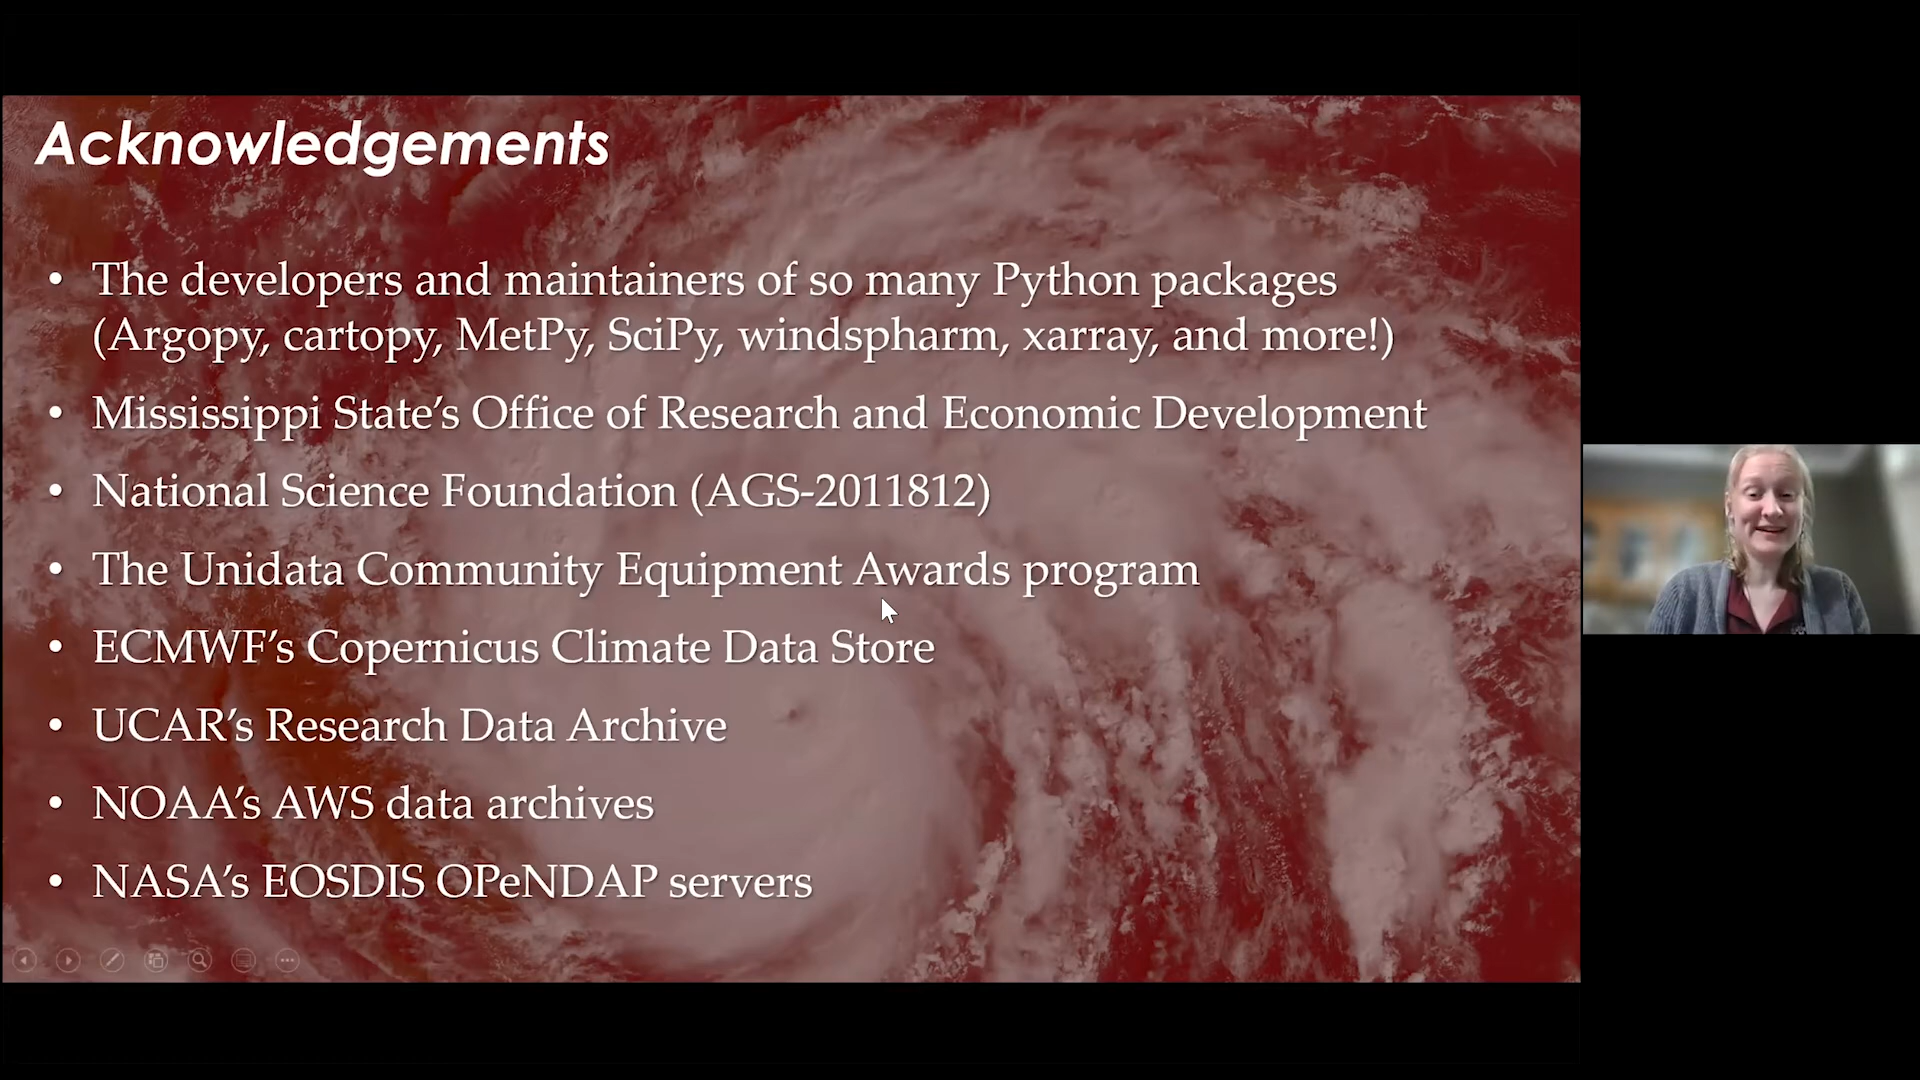 Acknowledgements
• The developers and maintainers of so many Python packages
(Argopy, cartopy, MetPy, SciPy, windspharm, xarray, and more!)
• Mississippi State’s Office of Research and Economic Development
• National Science Foundation (AGS-2011812)
• The Unidata Community Equipment Awards program
• ECMWF’s Copernicus Climate Data Store
• UCAR’s Research Data Archive
• NOAA’s AWS data archives
• NASA’s EOSDIS OPeNDAP servers